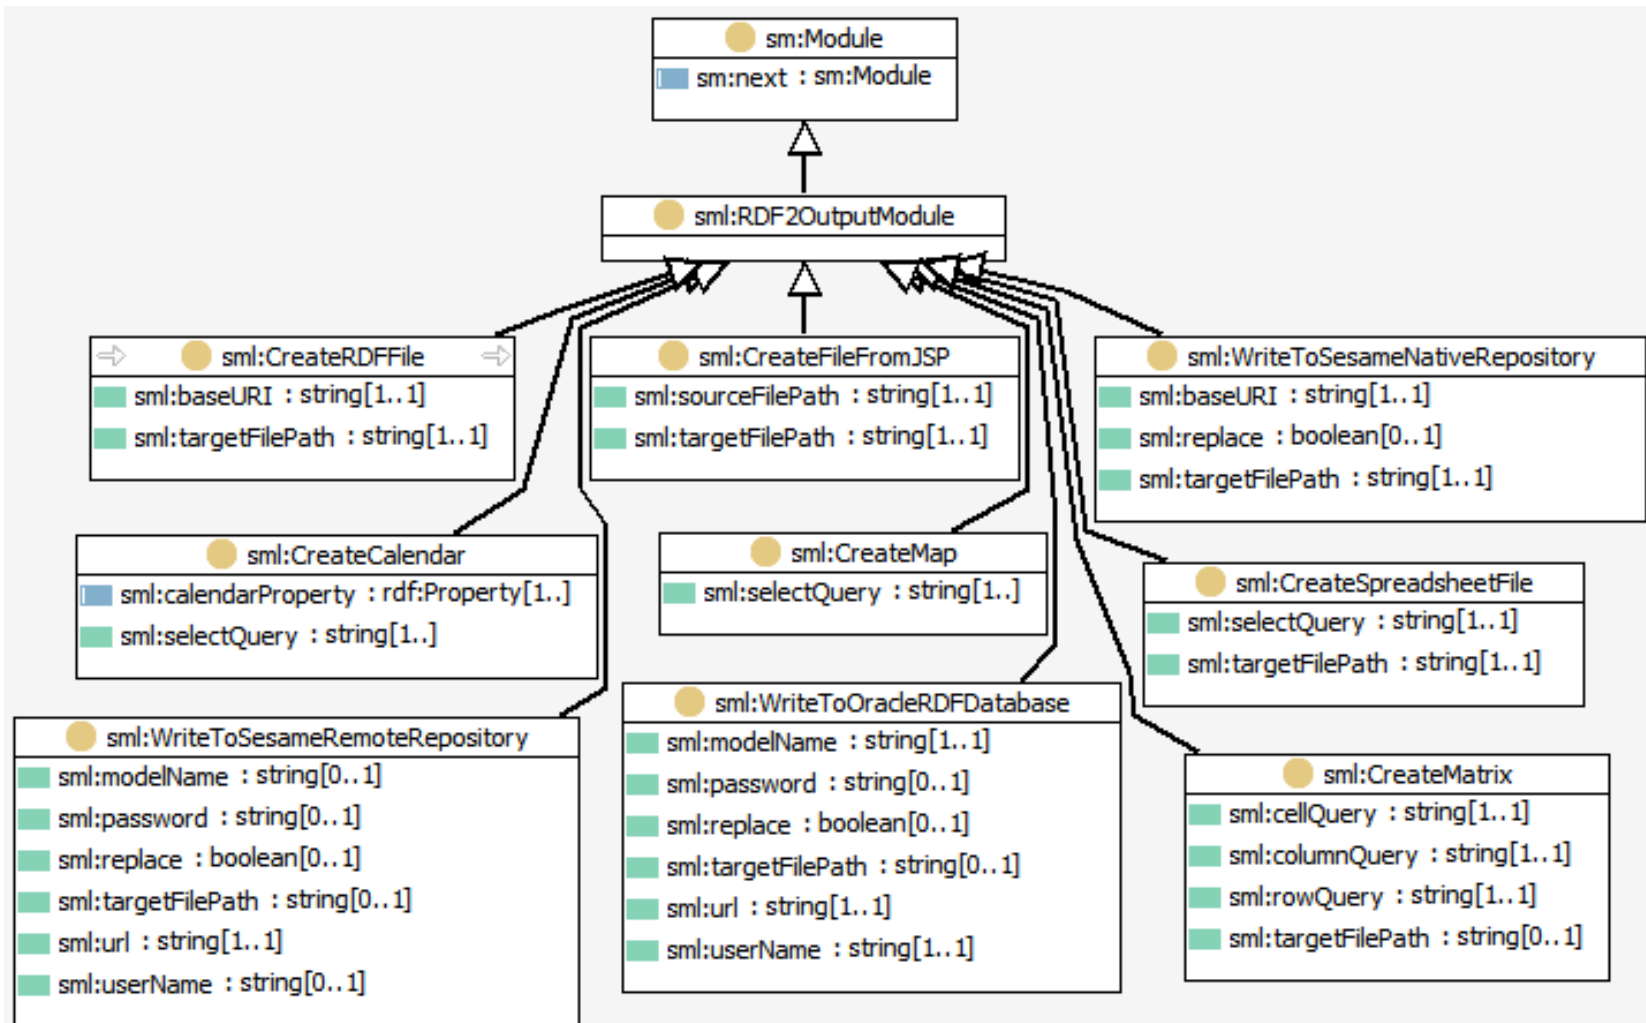 sm:Module
sm:next : sm:Module
sml:RDF2OutputModule
sml:CreateRDFFile
sml:baseURI : string[1..1]
sml:targetFilePath : string[1..1]
sml:CreateFileFromJSP
sml:sourceFilePath : string[1..1]
sml:targetFilePath : string[1..1]
sml:WriteToSesameNativeRepository
sml:baseURI : string[1..1]
sml:replace : boolean[0..1]
sml:targetFilePath : string[1..1]
sml:CreateCalendar
sml:calendarProperty : rdf:Property[1..]
sml:selectQuery : string[1..]
sml:CreateMap
sml:selectQuery : string[1..]
sml:CreateSpreadsheetFile
sml:selectQuery : string[1..1]
sml:targetFilePath : string[1..1]
sml:WriteToSesameRemoteRepository
sml:modelName : string[0..1]
sml:password : string[0..1]
sml:replace : boolean[0..1]
sml:targetFilePath : string[0..1]
sml:url : string[1..1]
sml:userName : string[0..1]
sml:WriteToOracleRDFDatabase
sml:modelName : string[1..1]
sml:password : string[0..1]
sml:replace : boolean[0..1]
sml:targetFilePath : string[0..1]
sml:url : string[1..1]
sml:userName : string[1..1]
sml:CreateMatrix
sml:cellQuery : string[1..1]
sml:columnQuery : string[1..1]
sml:rowQuery : string[1..1]
sml:targetFilePath : string[0..1]